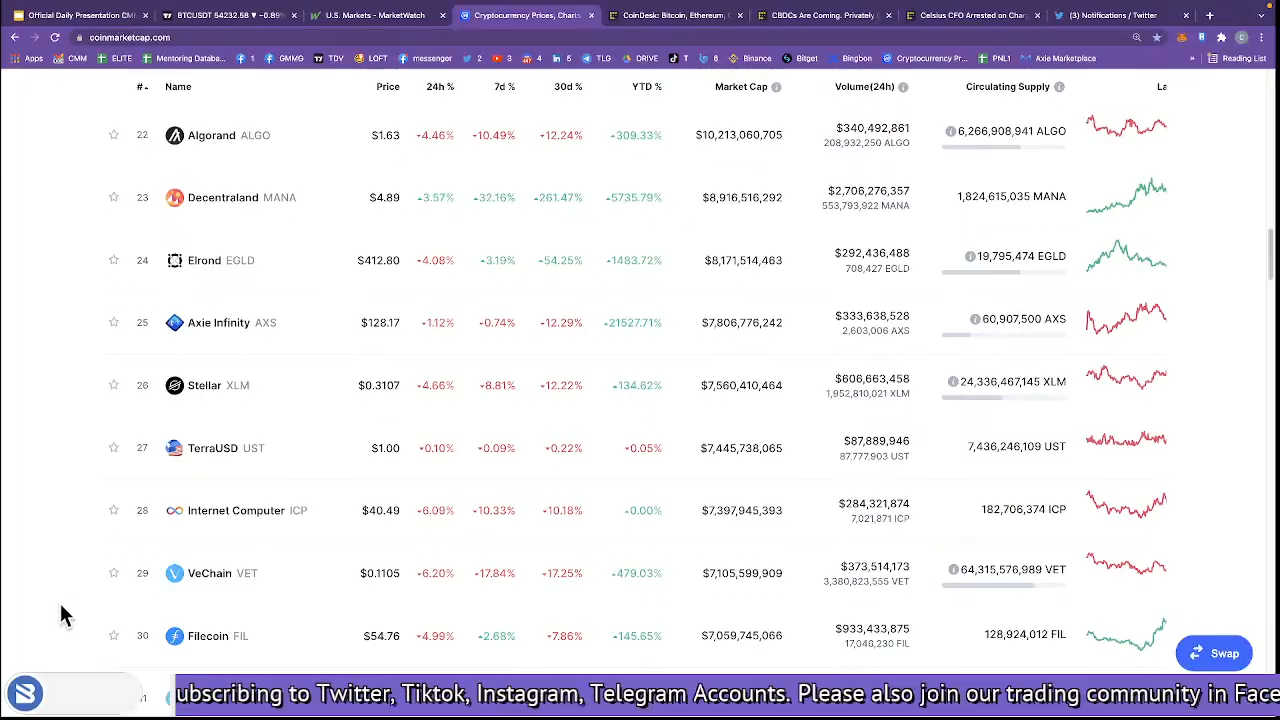 Official Daily Presentation CM
BTCUSDT 54232.58 ▼ −0.89%
U.S. Markets - MarketWatch
Cryptocurrency Prices, Charts
CoinDesk: Bitcoin, Ethereum, C
CBDCs Are Coming. Privately
Celsius CFO Arrested on Char
(3) Notifications / Twitter
coinmarketcap.com
Apps CMM ELITE Mentoring Databa... 1 GMMG TDV LOFT messenger 2 3 4 5 TLG DRIVE T 6 Binance Bitget Bingbon Cryptocurrency Pr... PNL1 Axie Marketplace » Reading List
# Name Price 24h % 7d % 30d % YTD % Market Cap Volume(24h) Circulating Supply La
22 Algorand ALGO $1.63 4.46% 10.49% 12.24% 309.33% $10,213,060,705 $340,492,861 6,266,908,941 ALGO
208,932,250 ALGO
23 Decentraland MANA $4.89 3.57% 32.16% 261.47% 5735.79% $8,916,516,292 $2,706,276,357 1,824,615,035 MANA
553,793,922 MANA
24 Elrond EGLD $412.80 4.08% 3.19% 54.25% 1483.72% $8,171,514,463 $292,436,488 19,795,474 EGLD
708,427 EGLD
25 Axie Infinity AXS $128.17 1.12% 0.74% 12.29% 21527.71% $7,806,776,242 $333,638,528 60,907,500 AXS
2,603,006 AXS
26 Stellar XLM $0.3107 4.66% 8.81% 12.22% 134.62% $7,560,410,464 $606,663,458 24,336,467,145 XLM
1,952,810,021 XLM
27 TerraUSD UST $1.00 0.10% 0.09% 0.22% 0.05% $7,445,738,065 $87,889,946 7,436,246,109 UST
87,777,903 UST
28 Internet Computer ICP $40.49 6.09% 10.33% 10.18% 0.00% $7,397,945,393 $284,321,874 182,706,374 ICP
7,021,871 ICP
29 VeChain VET $0.1105 6.20% 17.84% 17.25% 479.03% $7,105,599,909 $373,514,173 64,315,576,989 VET
3,380,823,555 VET
30 Filecoin FIL $54.76 4.99% 2.68% 7.86% 145.65% $7,059,745,066 $933,433,875 128,924,012 FIL
17,046,230 FIL
Swap
ubscribing to Twitter, Tiktok, Instagram, Telegram Accounts. Please also join our trading community in Face